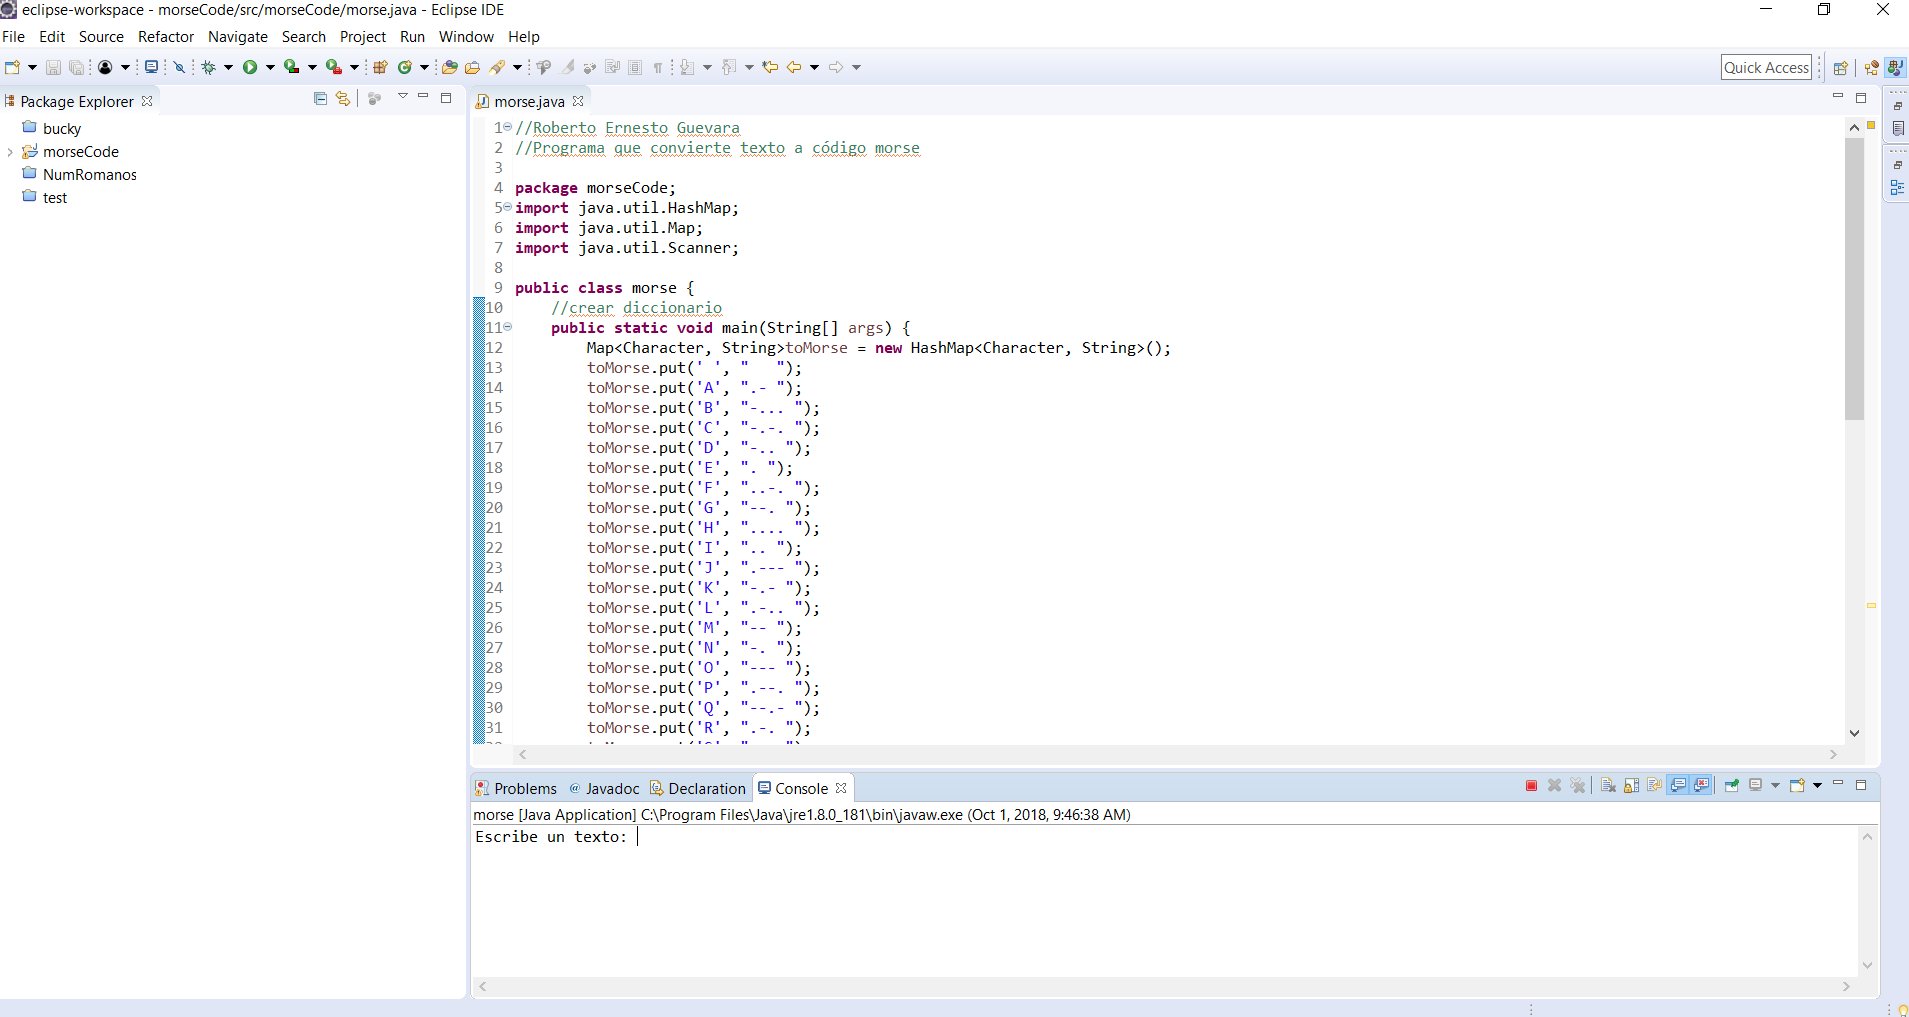 eclipse-workspace - morseCode/src/morseCode/morse.java - Eclipse IDE
File Edit Source Refactor Navigate Search Project Run Window Help
Quick Access
Package Explorer
bucky
morseCode
NumRomanos
test
morse.java
1 //Roberto Ernesto Guevara
2 //Programa que convierte texto a código morse
3
4 package morseCode;
5 import java.util.HashMap;
6 import java.util.Map;
7 import java.util.Scanner;
8
9 public class morse {
10     //crear diccionario
11     public static void main(String[] args) {
12         Map<Character, String>toMorse = new HashMap<Character, String>();
13         toMorse.put(' ', "   ");
14         toMorse.put('A', ".- ");
15         toMorse.put('B', "-... ");
16         toMorse.put('C', "-.-. ");
17         toMorse.put('D', "-.. ");
18         toMorse.put('E', ". ");
19         toMorse.put('F', "..-. ");
20         toMorse.put('G', "--. ");
21         toMorse.put('H', ".... ");
22         toMorse.put('I', ".. ");
23         toMorse.put('J', ".--- ");
24         toMorse.put('K', "-.- ");
25         toMorse.put('L', ".-.. ");
26         toMorse.put('M', "-- ");
27         toMorse.put('N', "-. ");
28         toMorse.put('O', "--- ");
29         toMorse.put('P', ".--. ");
30         toMorse.put('Q', "--.- ");
31         toMorse.put('R', ".-. ");
Problems @ Javadoc Declaration Console
morse [Java Application] C:\Program Files\Java\jre1.8.0_181\bin\javaw.exe (Oct 1, 2018, 9:46:38 AM)
Escribe un texto: